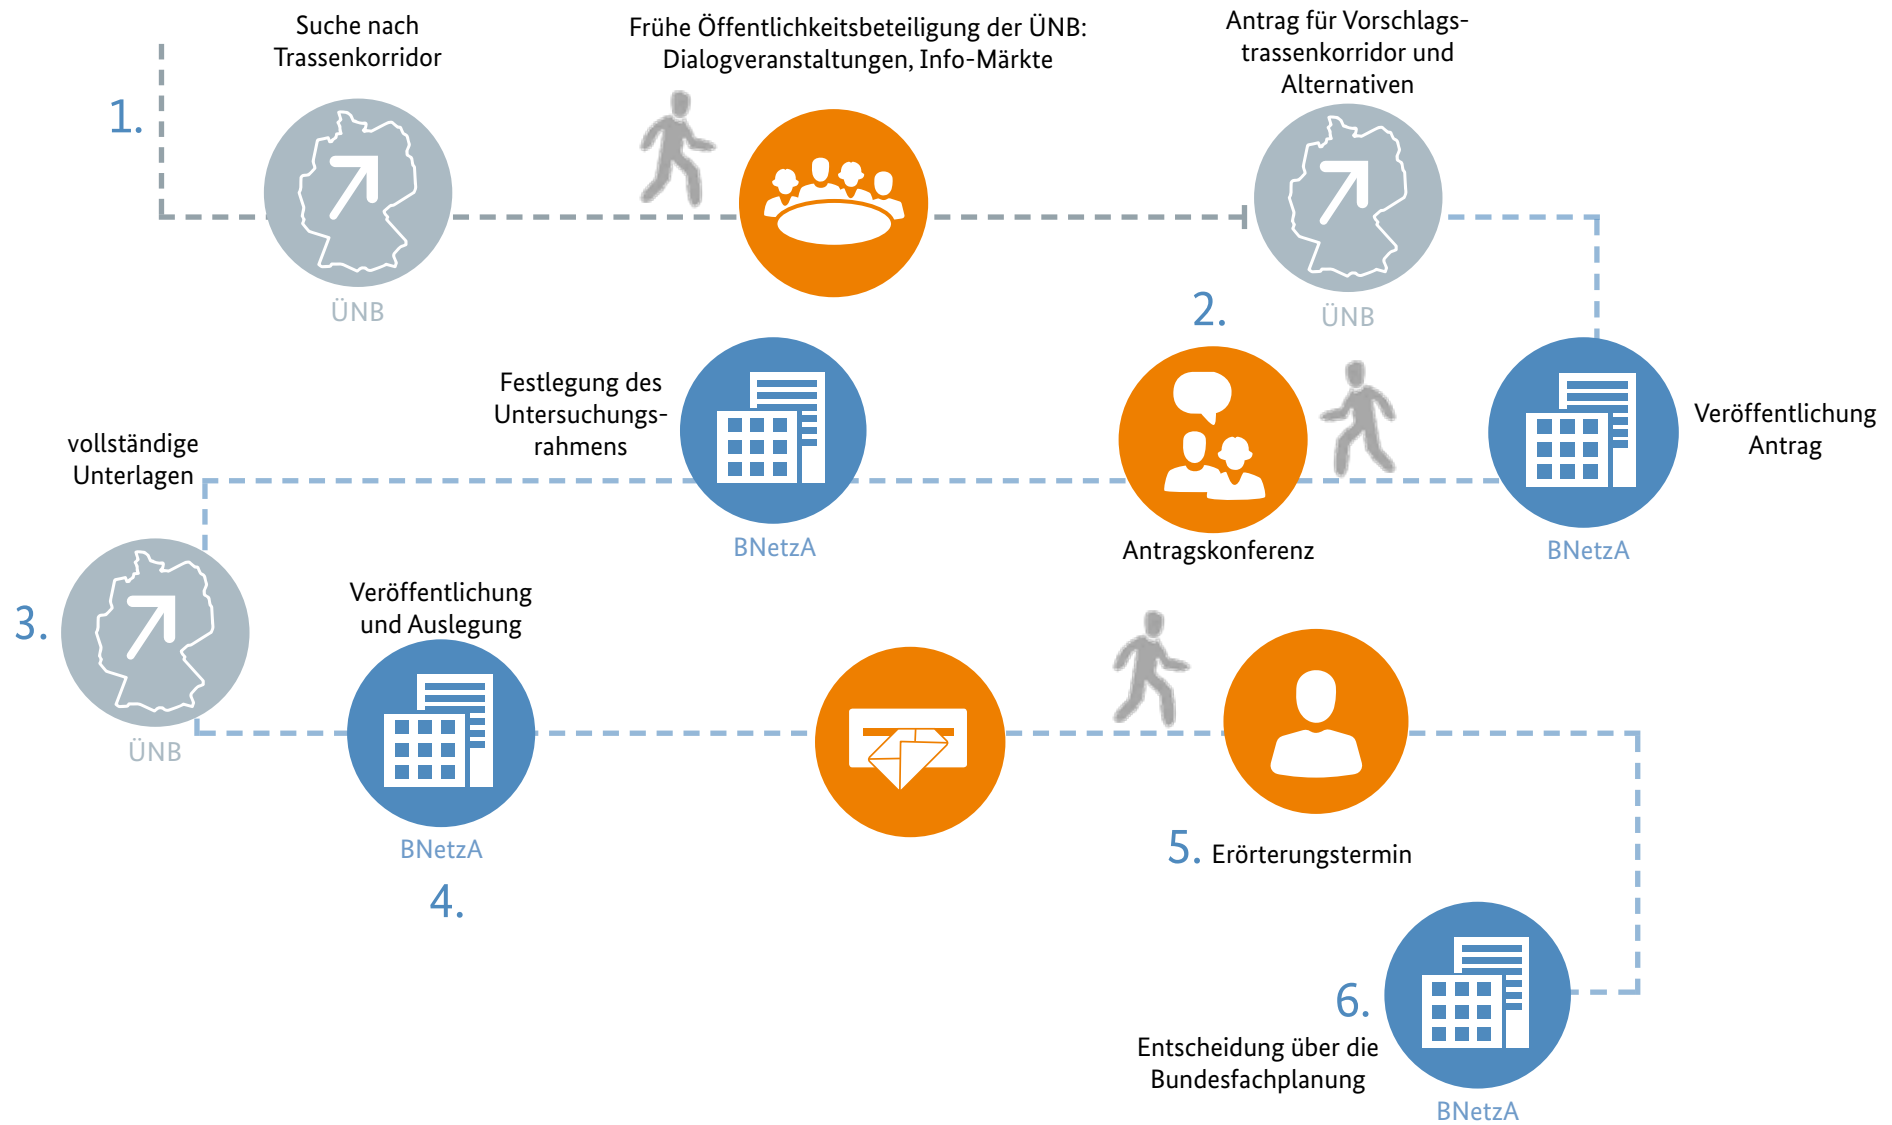 1.
Suche nach
Trassenkorridor
ÜNB
Frühe Öffentlichkeitsbeteiligung der ÜNB:
Dialogveranstaltungen, Info-Märkte
Antrag für Vorschlags-
trassenkorridor und
Alternativen
ÜNB
Veröffentlichung
Antrag
BNetzA
2.
Antragskonferenz
Festlegung des
Untersuchungs-
rahmens
BNetzA
vollständige
Unterlagen
3.
ÜNB
Veröffentlichung
und Auslegung
BNetzA
4.
5. Erörterungstermin
6.
Entscheidung über die
Bundesfachplanung
BNetzA